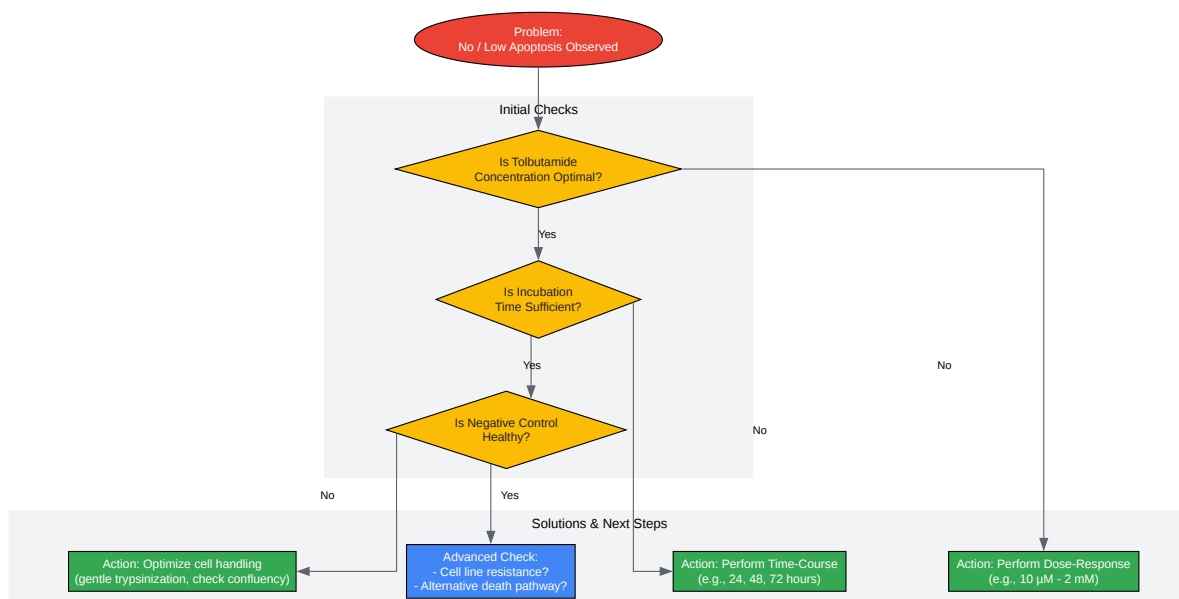 Problem:
No / Low Apoptosis Observed
Initial Checks
Is Tolbutamide
Concentration Optimal?
Yes
Is Incubation
Time Sufficient?
Yes
No
Is Negative Control
Healthy?
No
No
Yes
Solutions & Next Steps
Action: Optimize cell handling
(gentle trypsinization, check confluency)
Advanced Check:
- Cell line resistance?
- Alternative death pathway?
Action: Perform Time-Course
(e.g., 24, 48, 72 hours)
Action: Perform Dose-Response
(e.g., 10 µM - 2 mM)